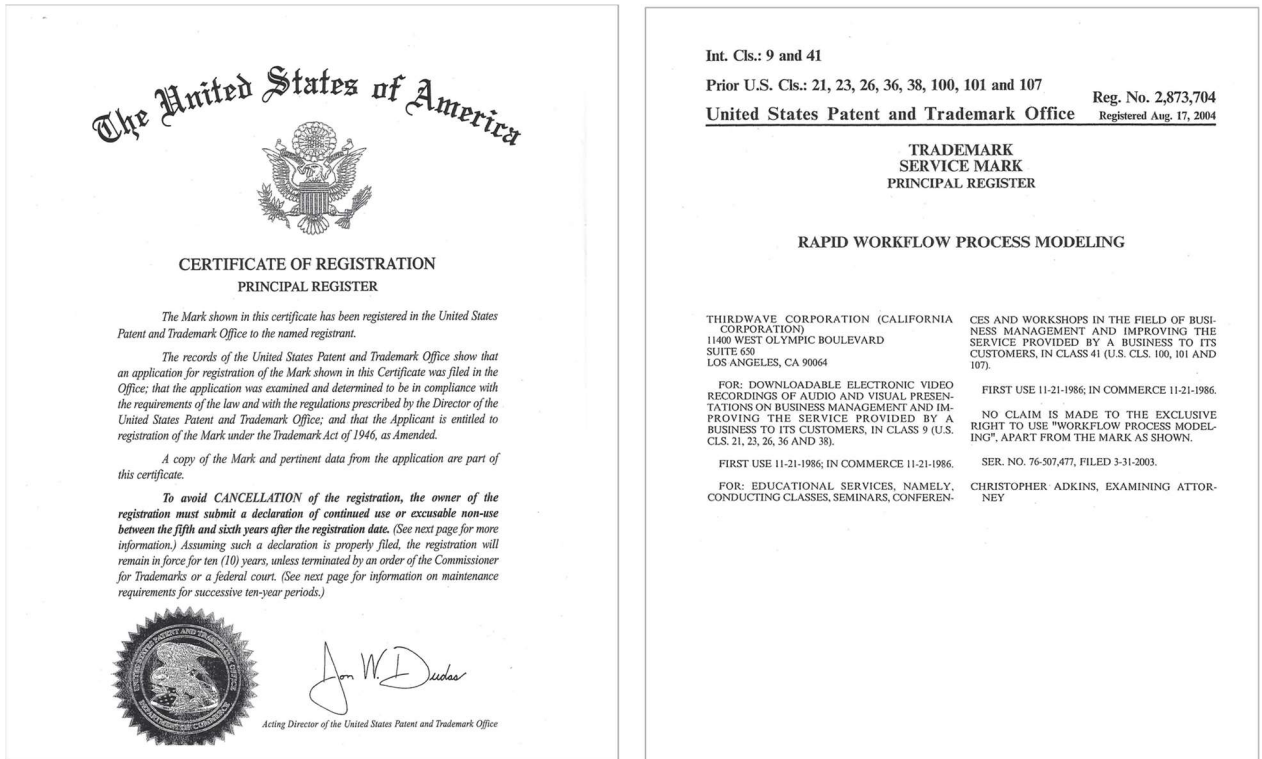 The United States of America
CERTIFICATE OF REGISTRATION
PRINCIPAL REGISTER
The Mark shown in this certificate has been registered in the United States
Patent and Trademark Office to the named registrant.
The records of the United States Patent and Trademark Office show that
an application for registration of the Mark shown in this Certificate was filed in the
Office; that the application was examined and determined to be in compliance with
the requirements of the law and with the regulations prescribed by the Director of the
United States Patent and Trademark Office; and that the Applicant is entitled to
registration of the Mark under the Trademark Act of 1946, as Amended.
A copy of the Mark and pertinent data from the application are part of
this certificate.
To avoid CANCELLATION of the registration, the owner of the
registration must submit a declaration of continued use or excusable non-use
between the fifth and sixth years after the registration date. (See next page for more
information.) Assuming such a declaration is properly filed, the registration will
remain in force for ten (10) years, unless terminated by an order of the Commissioner
for Trademarks or a federal court. (See next page for information on maintenance
requirements for successive ten-year periods.)
UNITED STATES PATENT AND TRADEMARK OFFICE
DEPARTMENT OF COMMERCE
Jon W. Dudas
Acting Director of the United States Patent and Trademark Office
Int. Cls.: 9 and 41
Prior U.S. Cls.: 21, 23, 26, 36, 38, 100, 101 and 107
Reg. No. 2,873,704
United States Patent and Trademark Office
Registered Aug. 17, 2004
TRADEMARK
SERVICE MARK
PRINCIPAL REGISTER
RAPID WORKFLOW PROCESS MODELING
THIRDWAVE CORPORATION (CALIFORNIA
CORPORATION)
11400 WEST OLYMPIC BOULEVARD
SUITE 650
LOS ANGELES, CA 90064
FOR: DOWNLOADABLE ELECTRONIC VIDEO
RECORDINGS OF AUDIO AND VISUAL PRESEN-
TATIONS ON BUSINESS MANAGEMENT AND IM-
PROVING THE SERVICE PROVIDED BY A
BUSINESS TO ITS CUSTOMERS, IN CLASS 9 (U.S.
CLS. 21, 23, 26, 36 AND 38).
FIRST USE 11-21-1986; IN COMMERCE 11-21-1986.
FOR: EDUCATIONAL SERVICES, NAMELY,
CONDUCTING CLASSES, SEMINARS, CONFEREN-
CES AND WORKSHOPS IN THE FIELD OF BUSI-
NESS MANAGEMENT AND IMPROVING THE
SERVICE PROVIDED BY A BUSINESS TO ITS
CUSTOMERS, IN CLASS 41 (U.S. CLS. 100, 101 AND
107).
FIRST USE 11-21-1986; IN COMMERCE 11-21-1986.
NO CLAIM IS MADE TO THE EXCLUSIVE
RIGHT TO USE "WORKFLOW PROCESS MODEL-
ING", APART FROM THE MARK AS SHOWN.
SER. NO. 76-507,477, FILED 3-31-2003.
CHRISTOPHER ADKINS, EXAMINING ATTOR-
NEY